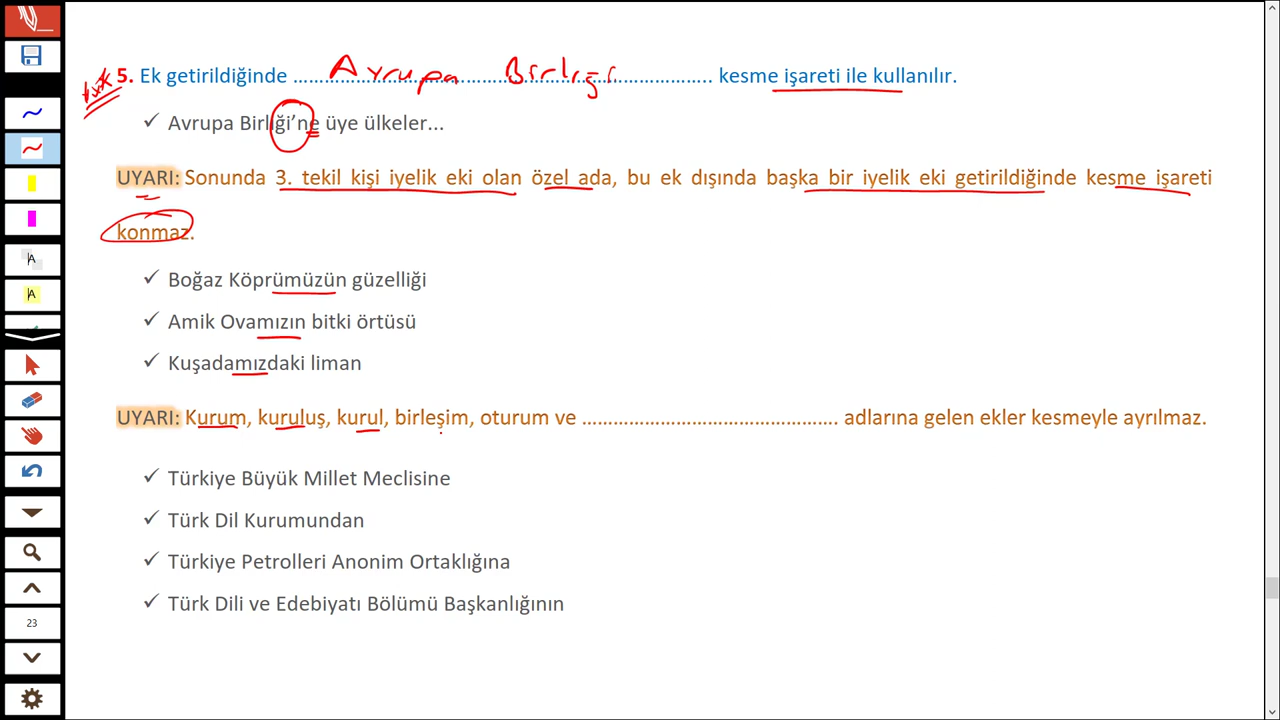 5. Ek getirildiğinde ........ Avrupa Birliği ........ kesme işareti ile kullanılır.
✓ Avrupa Birliği’ne üye ülkeler...
UYARI: Sonunda 3. tekil kişi iyelik eki olan özel ada, bu ek dışında başka bir iyelik eki getirildiğinde kesme işareti
konmaz.
✓ Boğaz Köprümüzün güzelliği
✓ Amik Ovamızın bitki örtüsü
✓ Kuşadamızdaki liman
UYARI: Kurum, kuruluş, kurul, birleşim, oturum ve ................................................ adlarına gelen ekler kesmeyle ayrılmaz.
✓ Türkiye Büyük Millet Meclisine
✓ Türk Dil Kurumundan
✓ Türkiye Petrolleri Anonim Ortaklığına
✓ Türk Dili ve Edebiyatı Bölümü Başkanlığının
A
A
23